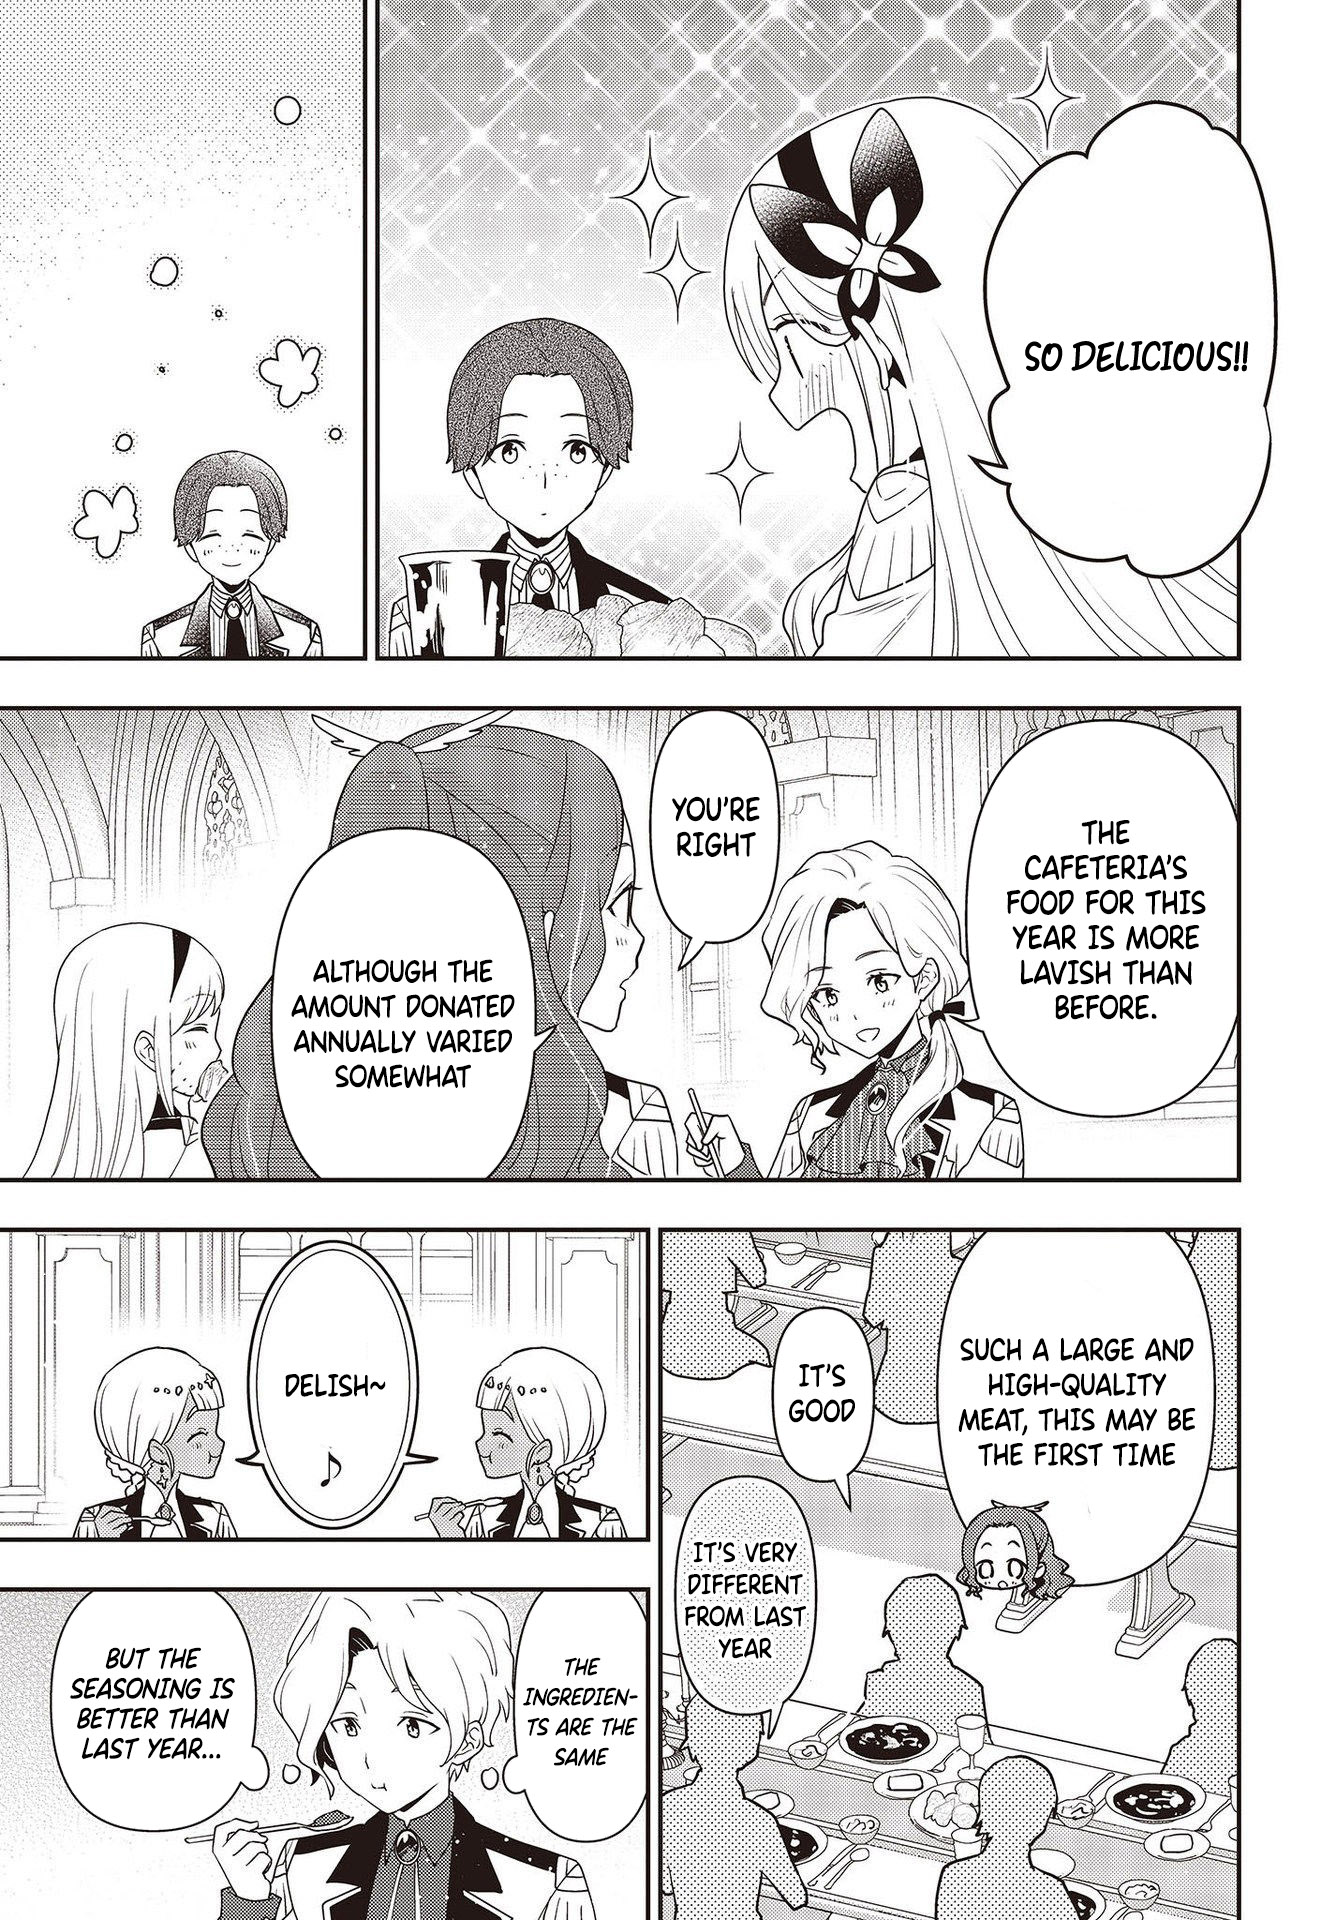 SO DELICIOUS!!
THE
CAFETERIA'S
FOOD FOR THIS
YEAR IS MORE
LAVISH THAN
BEFORE.
YOU'RE
RIGHT
ALTHOUGH THE
AMOUNT DONATED
ANNUALLY VARIED
SOMEWHAT
SUCH A LARGE AND
HIGH-QUALITY
MEAT, THIS MAY BE
THE FIRST TIME
IT'S
GOOD
IT'S VERY
DIFFERENT
FROM LAST
YEAR
DELISH~
♪
THE
INGREDIEN-
TS ARE THE
SAME
BUT THE
SEASONING IS
BETTER THAN
LAST YEAR...